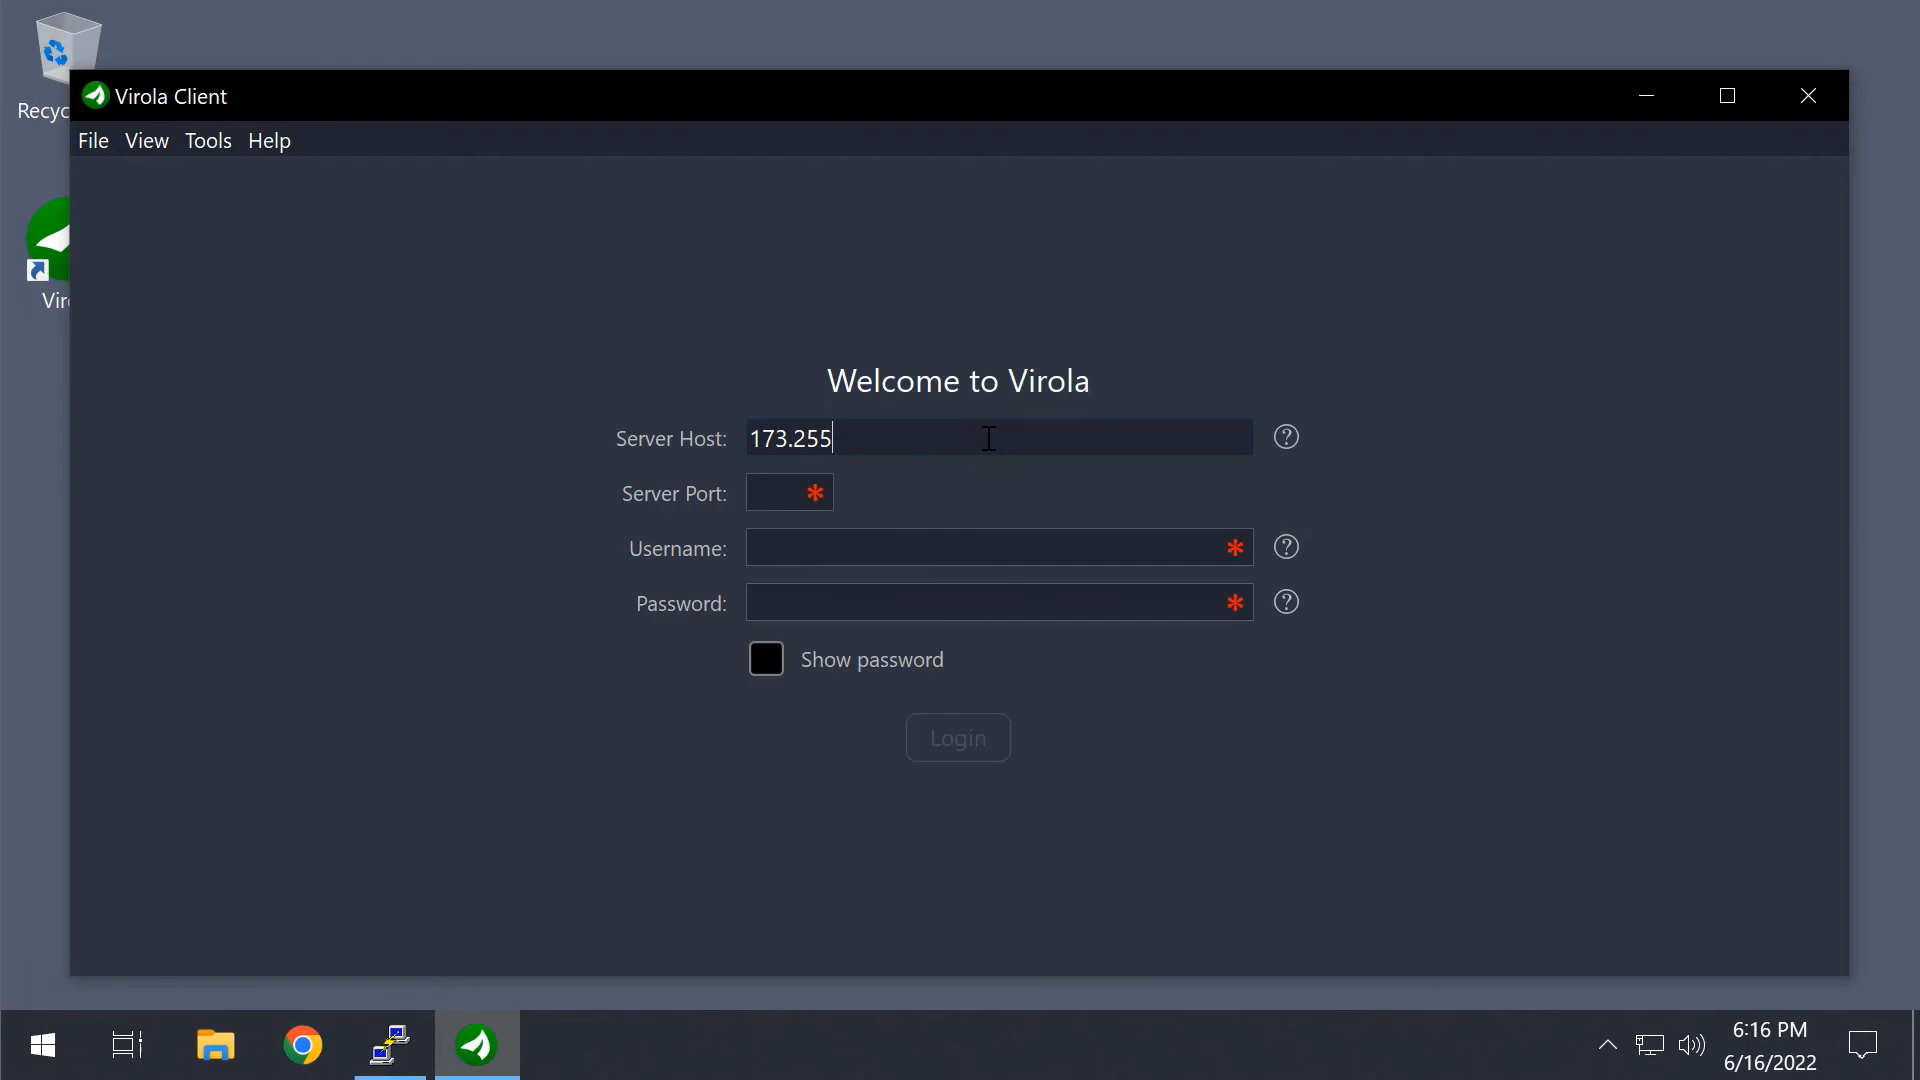 Recyc
Virola Client
File View Tools Help
Vir
Welcome to Virola
Server Host: 173.255
Server Port: *
Username: *
Password: *
Show password
Login
6:16 PM
6/16/2022